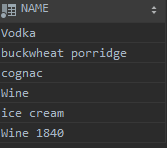 NAME
Vodka
buckwheat porridge
cognac
Wine
ice cream
Wine 1840